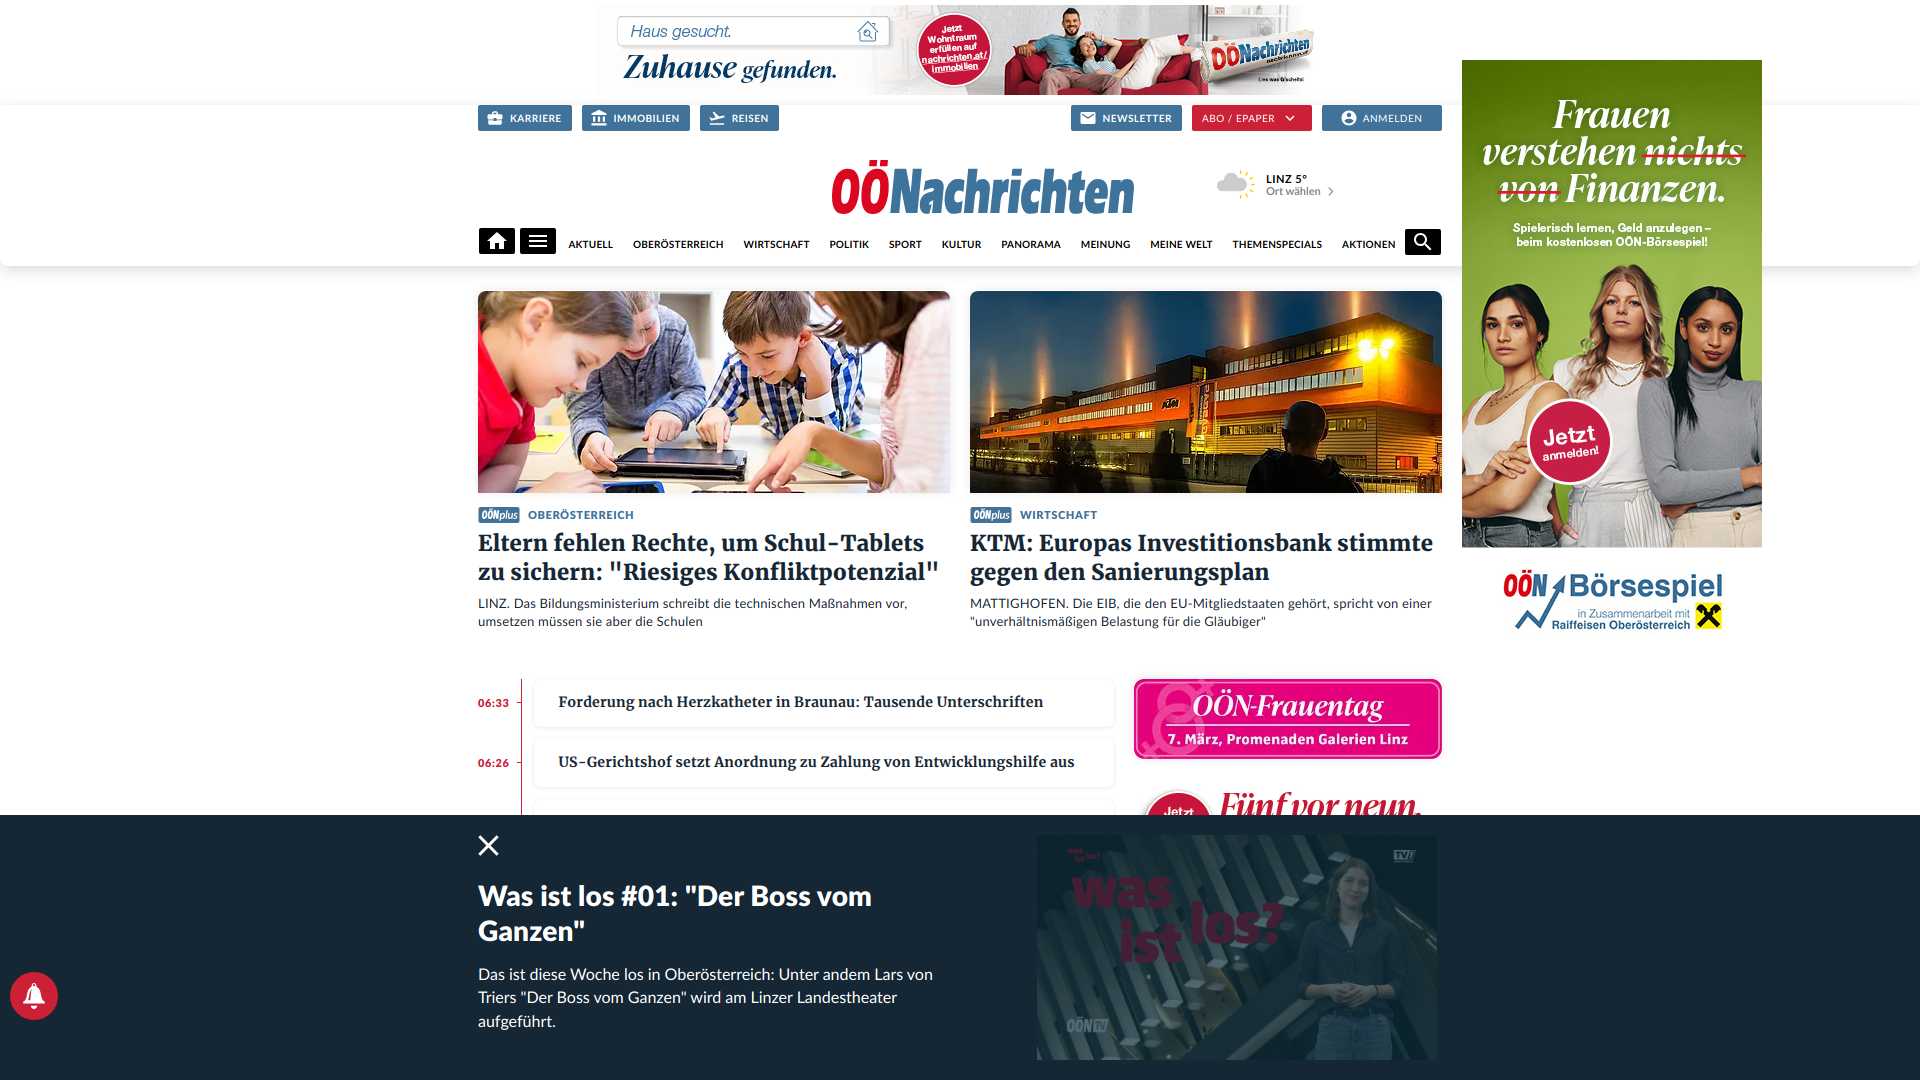 Haus gesucht.
Zuhause gefunden.
Jetzt
Wohntraum
erfüllen auf
nachrichten.at/
immobilien
OÖNachrichten
Lies was G'scheits!
KARRIERE
IMMOBILIEN
REISEN
NEWSLETTER
ABO / EPAPER
ANMELDEN
OÖNachrichten
LINZ 5°
Ort wählen
AKTUELL
OBERÖSTERREICH
WIRTSCHAFT
POLITIK
SPORT
KULTUR
PANORAMA
MEINUNG
MEINE WELT
THEMENSPECIALS
AKTIONEN
Frauen
verstehen nichts
von Finanzen.
Spielerisch lernen, Geld anzulegen –
beim kostenlosen OÖN-Börsespiel!
Jetzt
anmelden!
OÖN Börsespiel
in Zusammenarbeit mit
Raiffeisen Oberösterreich
KTM
OÖNplus OBERÖSTERREICH
Eltern fehlen Rechte, um Schul-Tablets
zu sichern: "Riesiges Konfliktpotenzial"
LINZ. Das Bildungsministerium schreibt die technischen Maßnahmen vor,
umsetzen müssen sie aber die Schulen
OÖNplus WIRTSCHAFT
KTM: Europas Investitionsbank stimmte
gegen den Sanierungsplan
MATTIGHOFEN. Die EIB, die den EU-Mitgliedstaaten gehört, spricht von einer
"unverhältnismäßigen Belastung für die Gläubiger"
06:33
Forderung nach Herzkatheter in Braunau: Tausende Unterschriften
06:26
US-Gerichtshof setzt Anordnung zu Zahlung von Entwicklungshilfe aus
OÖN-Frauentag
7. März, Promenaden Galerien Linz
Jetzt
Fünf vor neun.
Was ist los #01: "Der Boss vom
Ganzen"
Das ist diese Woche los in Oberösterreich: Unter andem Lars von
Triers "Der Boss vom Ganzen" wird am Linzer Landestheater
aufgeführt.
was
ist los?
TV1
OÖN TV